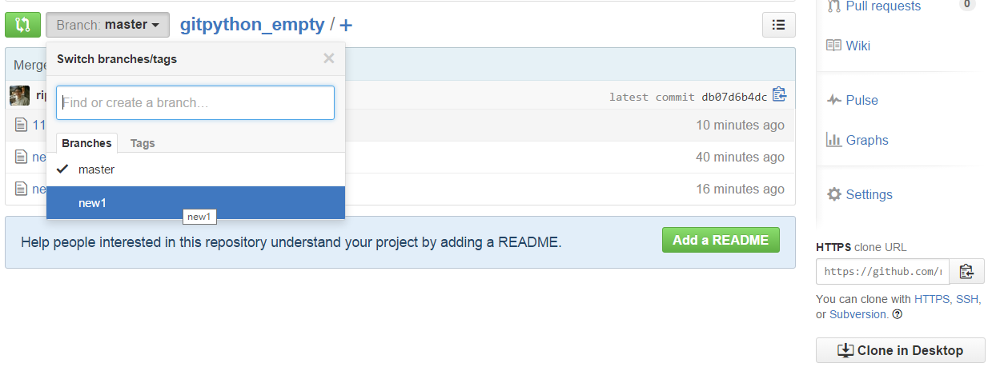 Pull requests 0
Branch: master gitpython_empty / +
Wiki
Switch branches/tags
Merge
Find or create a branch...
latest commit db07d6b4dc
Pulse
11
10 minutes ago
Branches Tags
Graphs
master
ne
40 minutes ago
new1
ne
16 minutes ago
new1
Settings
Help people interested in this repository understand your project by adding a README.
Add a README
HTTPS clone URL
https://github.com/
You can clone with HTTPS, SSH,
or Subversion.
Clone in Desktop